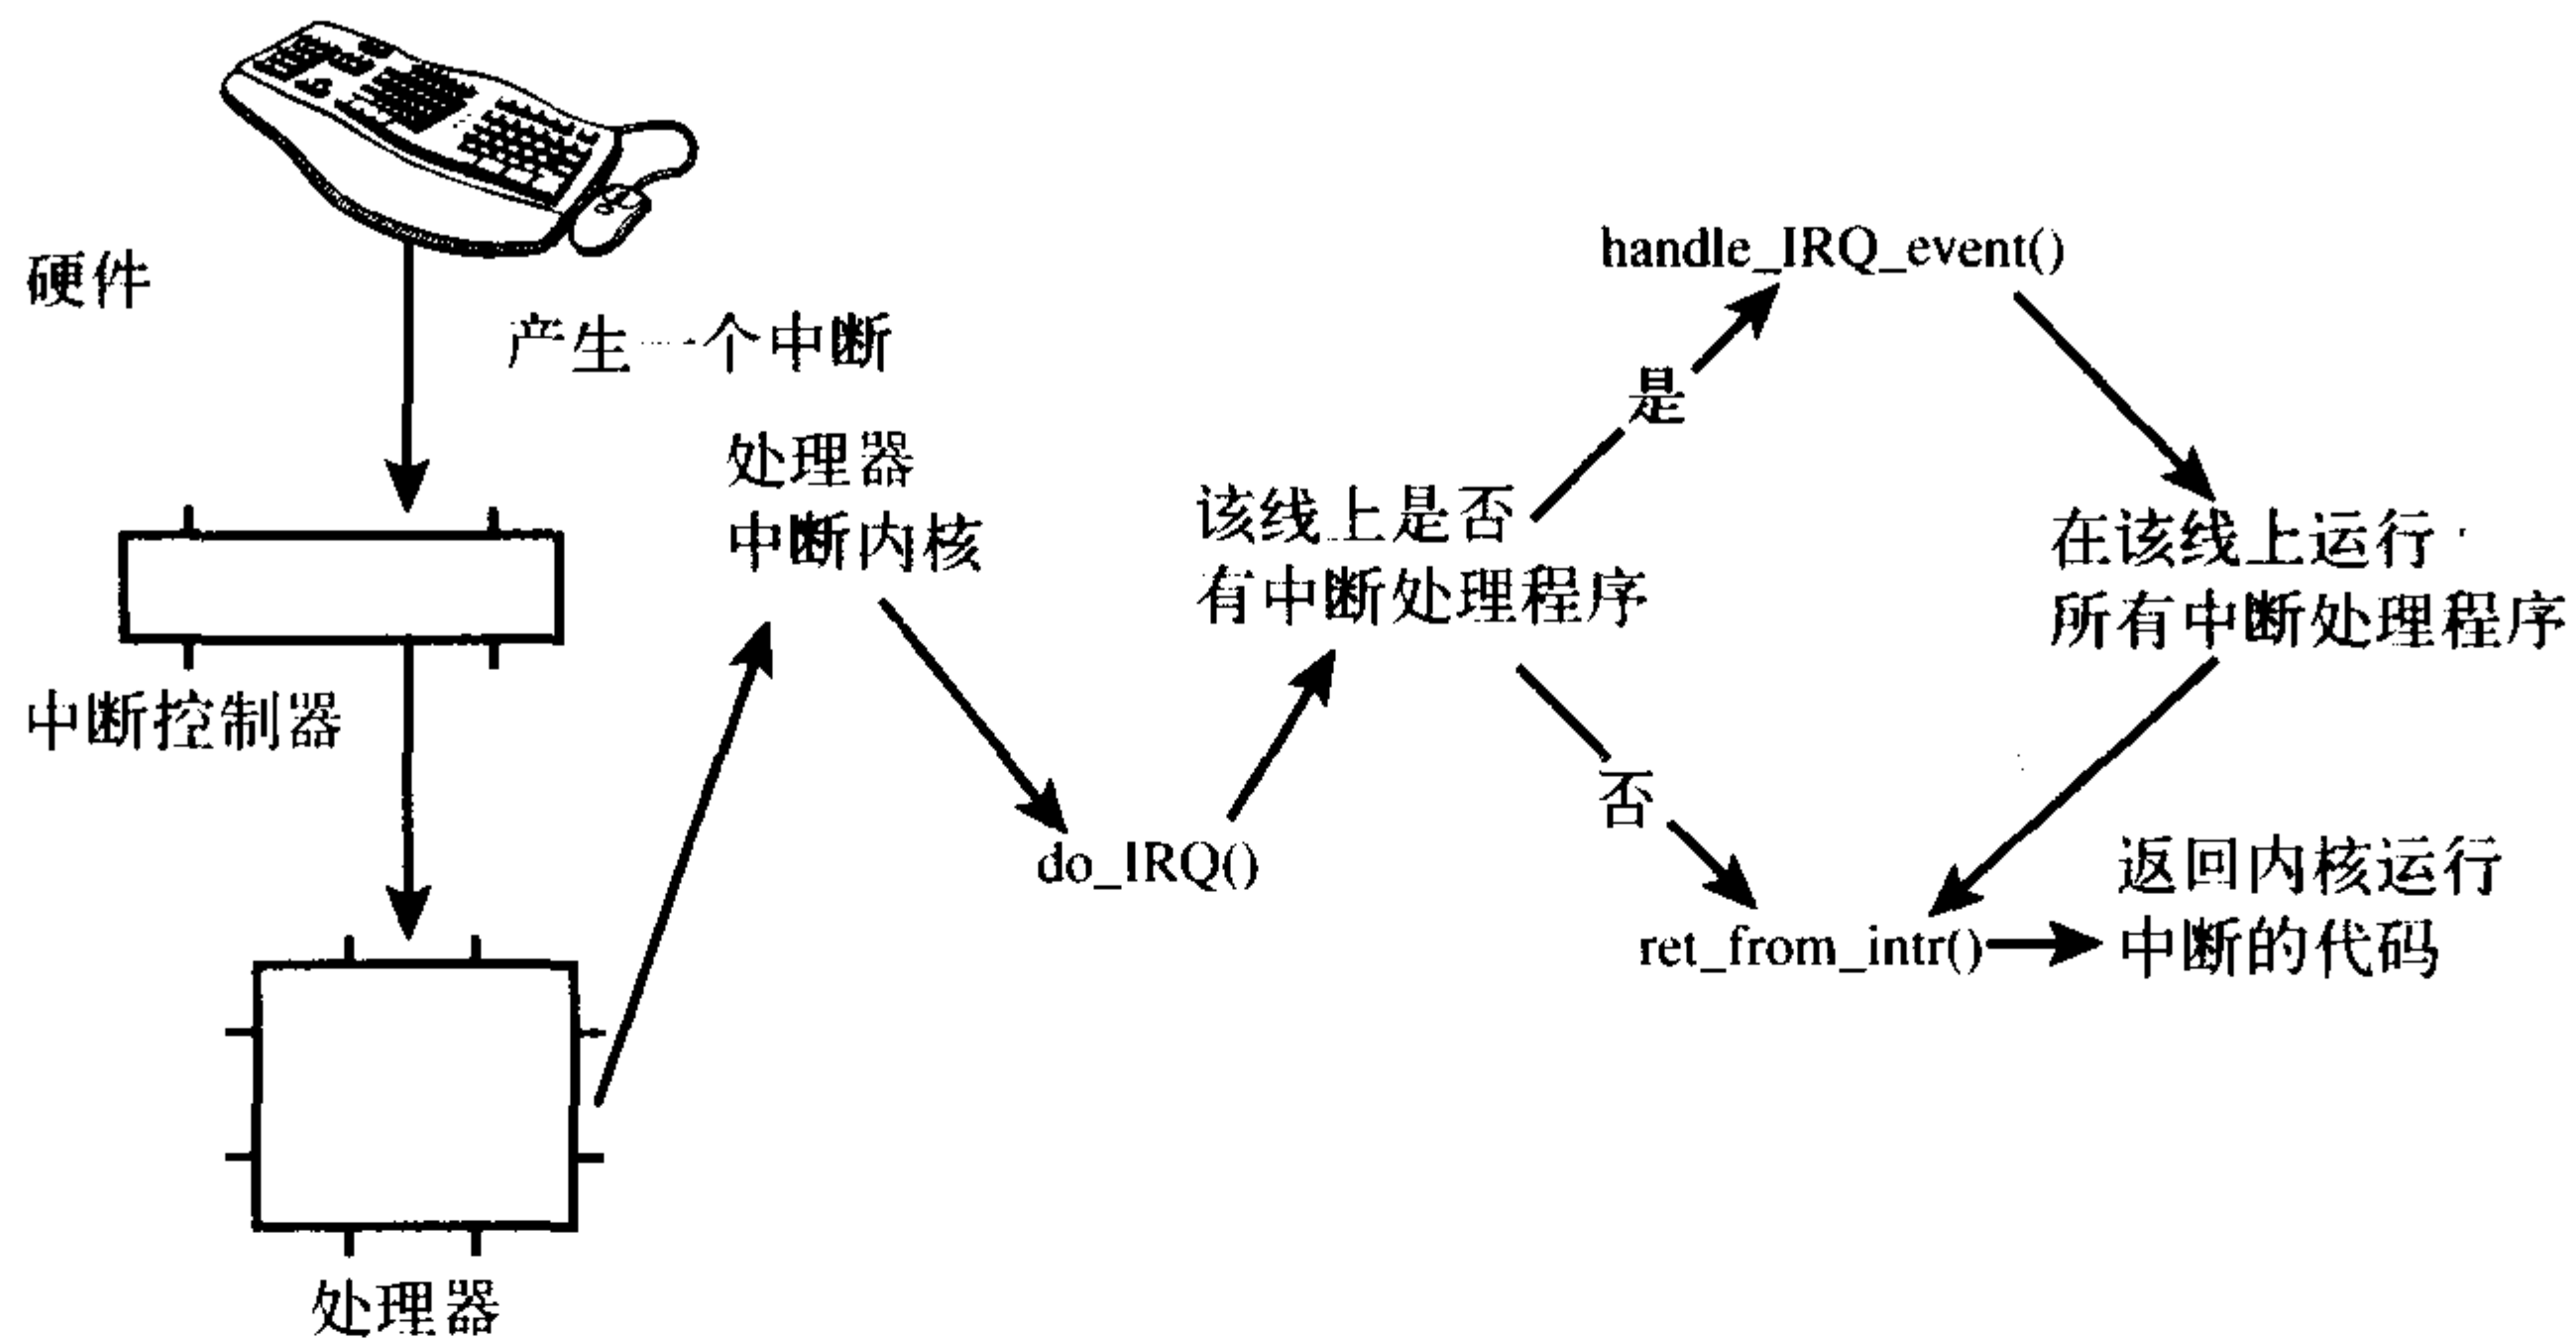 硬件
产生一个中断
中断控制器
处理器
处理器
中断内核
do_IRQ()
该线上是否
有中断处理程序
是
handle_IRQ_event()
在该线上运行
所有中断处理程序
否
ret_from_intr()
返回内核运行
中断的代码